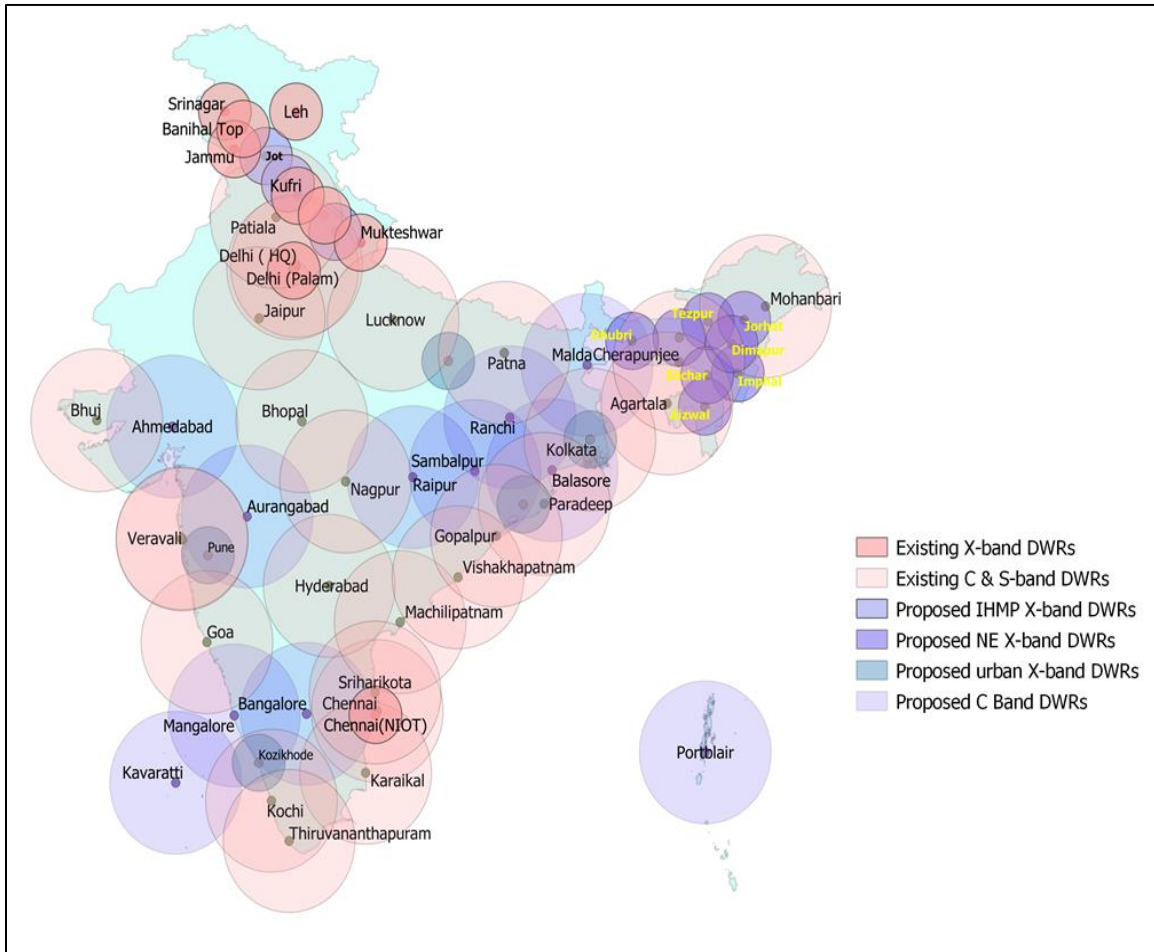 Srinagar
Leh
Banihal Top
Jammu
Jot
Kufri
Patiala
Mukteshwar
Delhi ( HQ)
Delhi (Palam)
Jaipur
Lucknow
Mohanbari
Tezpur
Jorhat
Dhubri
Dimapur
Patna
Malda
Cherapunjee
Silchar
Imphal
Bhuj
Ahmedabad
Bhopal
Agartala
Aizwal
Ranchi
Kolkata
Sambalpur
Raipur
Balasore
Nagpur
Aurangabad
Paradeep
Veravali
Pune
Gopalpur
Vishakhapatnam
Hyderabad
Machilipatnam
Goa
Sriharikota
Bangalore
Chennai
Mangalore
Chennai(NIOT)
Kozikhode
Kavaratti
Karaikal
Kochi
Thiruvananthapuram
Portblair
Existing X-band DWRs
Existing C & S-band DWRs
Proposed IHMP X-band DWRs
Proposed NE X-band DWRs
Proposed urban X-band DWRs
Proposed C Band DWRs